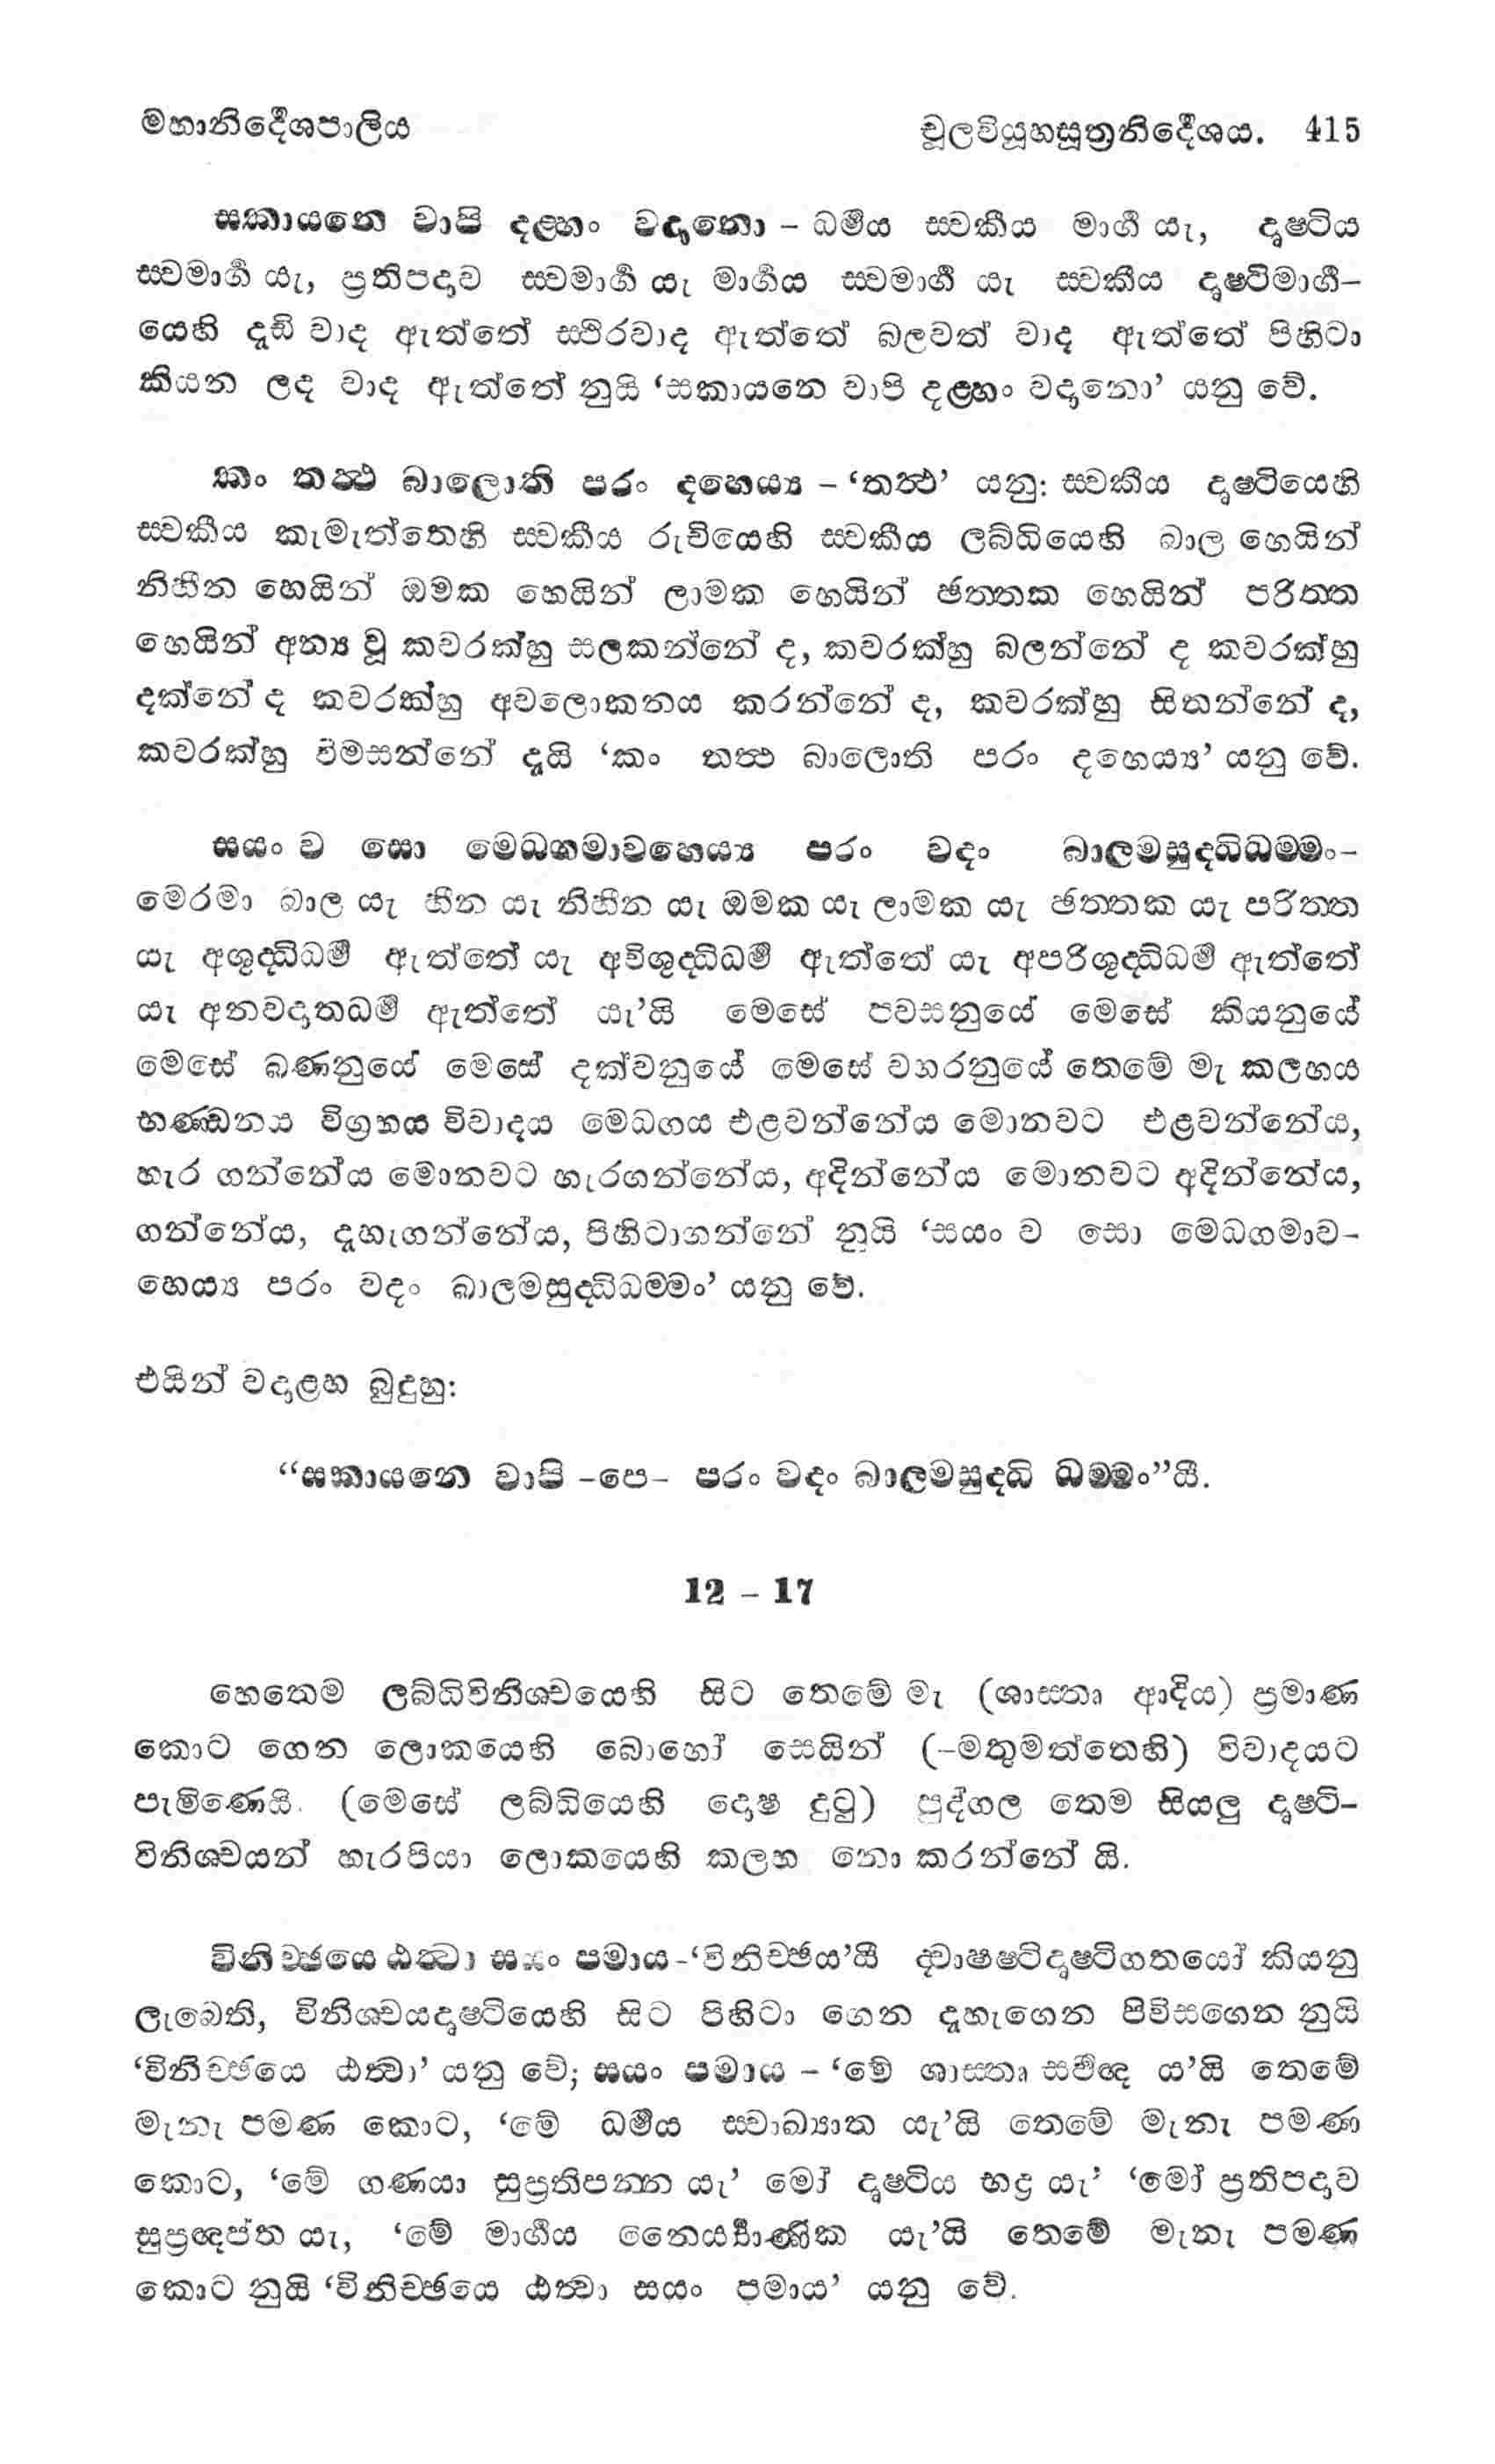 මහානිර්දේශපාලිය චූලවියූහසූත්‍රනිර්දේශය. 415
සකායනෙ වාපි දළ්හං වදානො – ධර්මය ස්වකීය මාර්ග යැ, දෘෂ්ටිය
ස්වමාර්ග යැ, ප්‍රතිපදාව ස්වමාර්ග යැ මාර්ගය ස්වමාර්ග යැ ස්වකීය දෘෂ්ටිමාර්ග–
යෙහි දැඩි වාද ඇත්තේ ස්ථිරවාද ඇත්තේ බලවත් වාද ඇත්තේ පිහිටා
කියන ලද වාද ඇත්තේ නුයි ‘සකායනෙ වාපි දළ්හං වදානො’ යනු වේ.
කං තත්‍ථ බාලොති පරං දහෙය්‍ය – ‘තත්‍ථ’ යනු: ස්වකීය දෘෂ්ටියෙහි
ස්වකීය කැමැත්තෙහි ස්වකීය රුචියෙහි ස්වකීය ලබ්ධියෙහි බාල හෙයින්
නිහීන හෙයින් ඔමක හෙයින් ලාමක හෙයින් ඡත්තක හෙයින් පරිත්ත
හෙයින් අන්‍ය වූ කවරක්හු සලකන්නේ ද, කවරක්හු බලන්නේ ද කවරක්හු
දක්නේ ද කවරක්හු අවලොකනය කරන්නේ ද, කවරක්හු සිතන්නේ ද,
කවරක්හු විමසන්නේ දැයි ‘කං තත්‍ථ බාලොති පරං දහෙය්‍ය’ යනු වේ.
සයං ව සො මෙධගමාවහෙය්‍ය පරං වදං බාලමසුද්ධිධම්මං–
මෙරමා බාල යැ හීන යැ නිහීන යැ ඔමක යැ ලාමක යැ ඡත්තක යැ පරිත්ත
යැ අශුද්ධිධර්ම ඇත්තේ යැ අවිශුද්ධිධර්ම ඇත්තේ යැ අපරිශුද්ධිධර්ම ඇත්තේ
යැ අනවදාතධර්ම ඇත්තේ යැ’යි මෙසේ පවසනුයේ මෙසේ කියනුයේ
මෙසේ බණනුයේ මෙසේ දක්වනුයේ මෙසේ වහරනුයේ තෙමේ මැ කලහය
භණ්ඩනය විග්‍රහය විවාදය මෙධගය එළවන්නේය මොනවට එළවන්නේය,
හැර ගන්නේය මොනවට හැරගන්නේය, අදින්නේය මොනවට අදින්නේය,
ගන්නේය, දැහැගන්නේය, පිහිටාගන්නේ නුයි ‘සයං ව සො මෙධගමාව–
හෙය්‍ය පරං වදං බාලමසුද්ධිධම්මං’ යනු වේ.
එයින් වදාළහ බුදුහු:
“සකායනෙ වාපි –පෙ– පරං වදං බාලමසුද්ධි ධම්මං”යී.
12 – 17
හෙතෙම ලබ්ධිවිනිශ්චයෙහි සිට තෙමේ මැ (ශාස්තෘ ආදිය) ප්‍රමාණ
කොට ගෙන ලොකයෙහි බොහෝ සෙයින් (–මතුමත්තෙහි) විවාදයට
පැමිණෙයි. (මෙසේ ලබ්ධියෙහි දොෂ දුටු) පුද්ගල තෙම සියලු දෘෂ්ටි–
විනිශ්චයන් හැරපියා ලොකයෙහි කලහ නො කරන්නේ යි.
විනිච්ඡයෙ ඨත්‍වා සයං පමාය–‘විනිච්ඡය’යී ද්වාෂෂ්ටිදෘෂ්ටිගතයෝ කියනු
ලැබෙති, විනිශ්චයදෘෂ්ටියෙහි සිට පිහිටා ගෙන දැහැගෙන පිවිසගෙන නුයි
‘විනිච්ඡයෙ ඨත්‍වා’ යනු වේ; සයං පමාය – ‘මේ ශාස්තෘ සර්වඥ ය’යි තෙමේ
මැනැ පමණ කොට, ‘මේ ධර්මය ස්වාඛ්‍යාත යැ’යි තෙමේ මැනැ පමණ
කොට, ‘මේ ගණයා සුප්‍රතිපන්න යැ’ මෝ දෘෂ්ටිය භද්‍ර යැ’ ‘මෝ ප්‍රතිපදාව
සුප්‍රඥප්ත යැ, ‘මේ මාර්ගය නෛර්‍ය්‍යාණික යැ’යි තෙමේ මැනැ පමණ
කොට නුයි ‘විනිච්ඡයෙ ඨත්‍වා සයං පමාය’ යනු වේ.